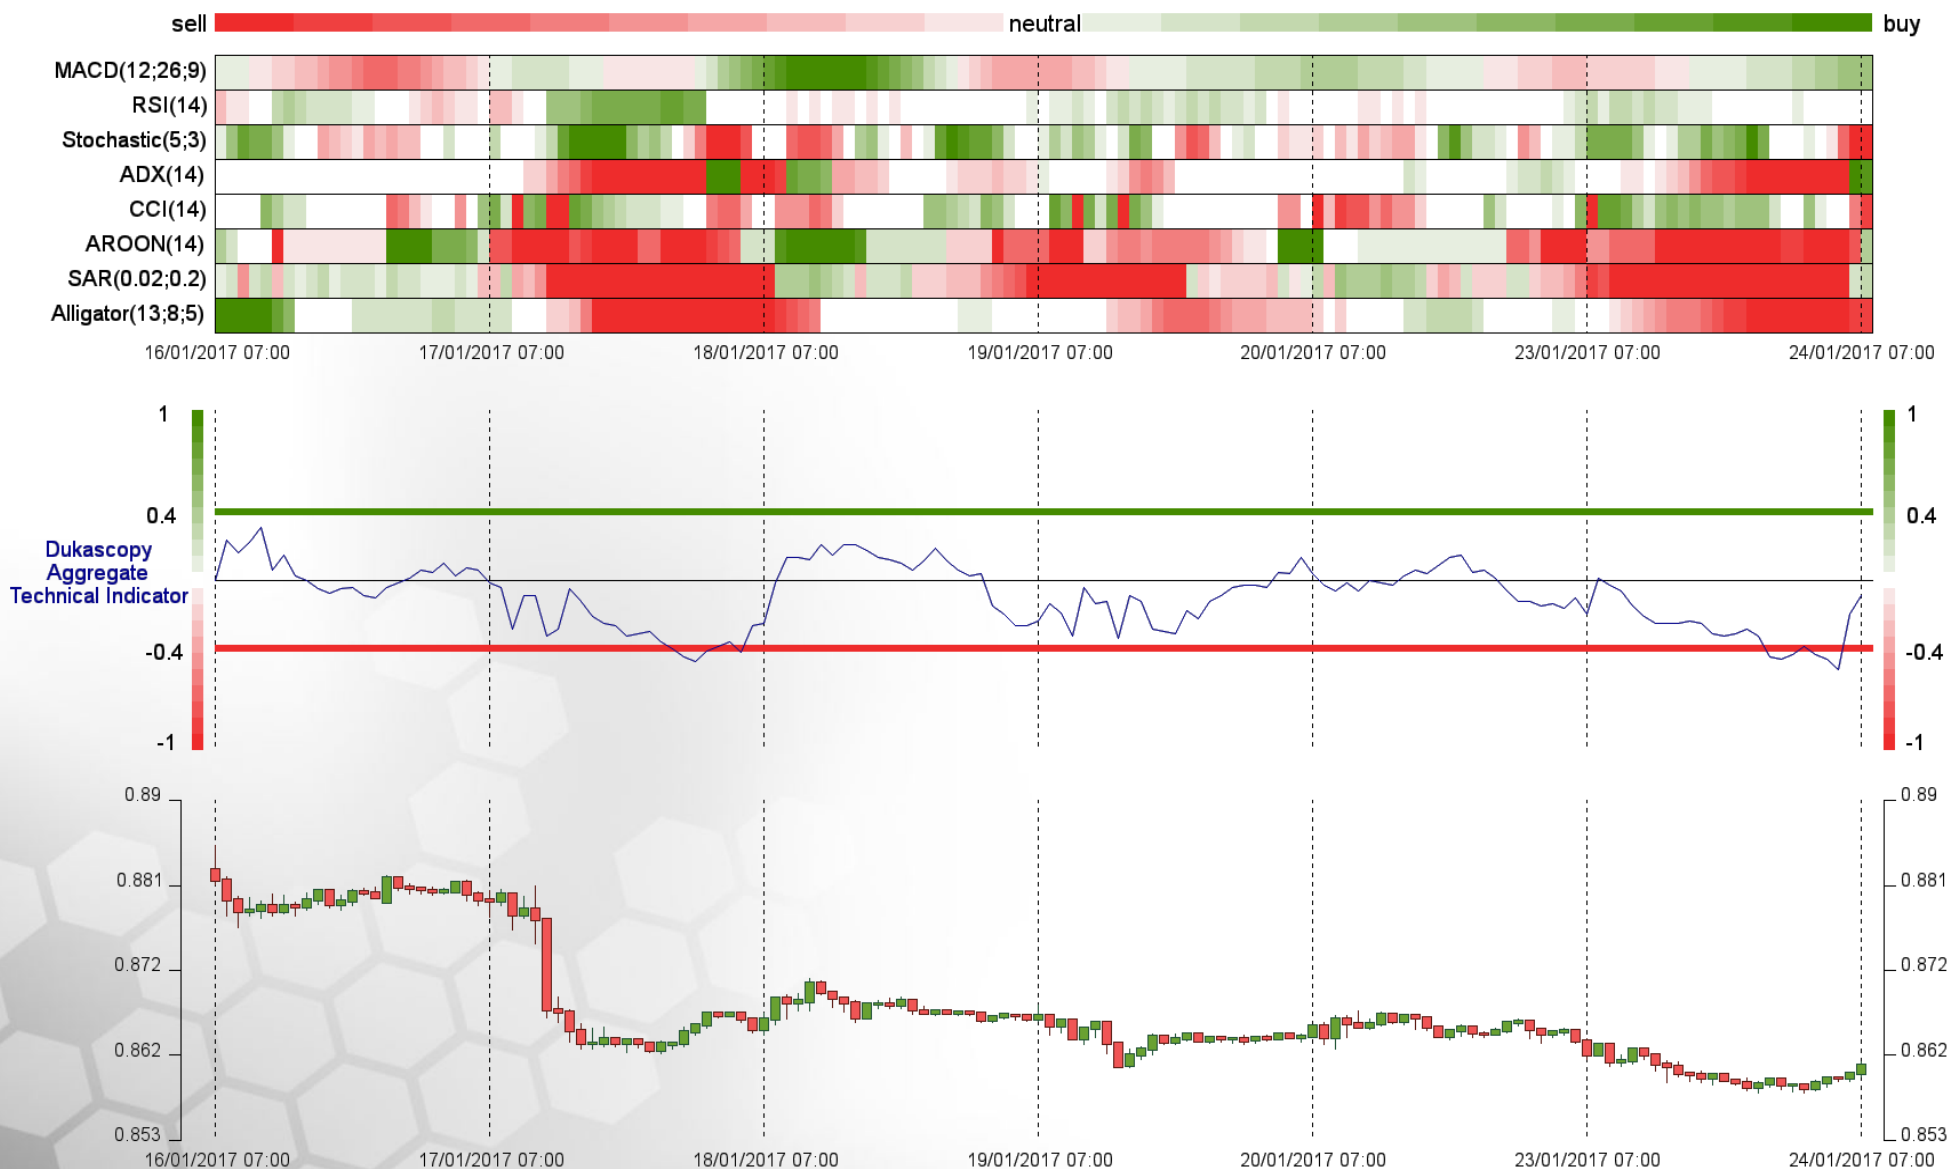 sell neutral buy
MACD(12;26;9)
RSI(14)
Stochastic(5;3)
ADX(14)
CCI(14)
AROON(14)
SAR(0.02;0.2)
Alligator(13;8;5)
16/01/2017 07:00 17/01/2017 07:00 18/01/2017 07:00 19/01/2017 07:00 20/01/2017 07:00 23/01/2017 07:00 24/01/2017 07:00
1 1
0.4 0.4
Dukascopy
Aggregate
Technical Indicator
-0.4 -0.4
-1 -1
0.89 0.89
0.881 0.881
0.872 0.872
0.862 0.862
0.853 0.853
16/01/2017 07:00 17/01/2017 07:00 18/01/2017 07:00 19/01/2017 07:00 20/01/2017 07:00 23/01/2017 07:00 24/01/2017 07:00